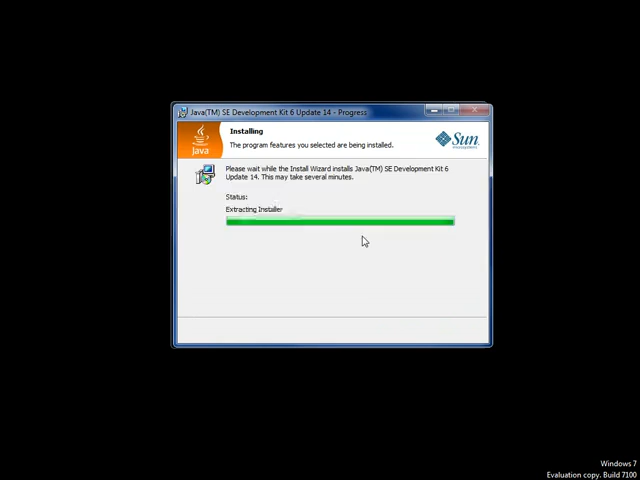 Java(TM) SE Development Kit 6 Update 14 - Progress
Installing
The program features you selected are being installed.
Java
Sun
microsystems
Please wait while the Install Wizard installs Java(TM) SE Development Kit 6
Update 14. This may take several minutes.
Status:
Extracting Installer
Windows 7
Evaluation copy. Build 7100